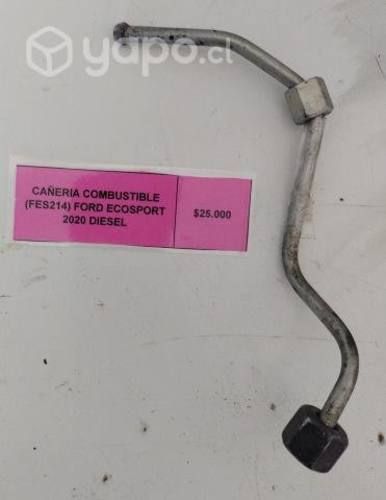 yapo.cl
CAÑERIA COMBUSTIBLE
(FES214) FORD ECOSPORT
2020 DIESEL
$25.000